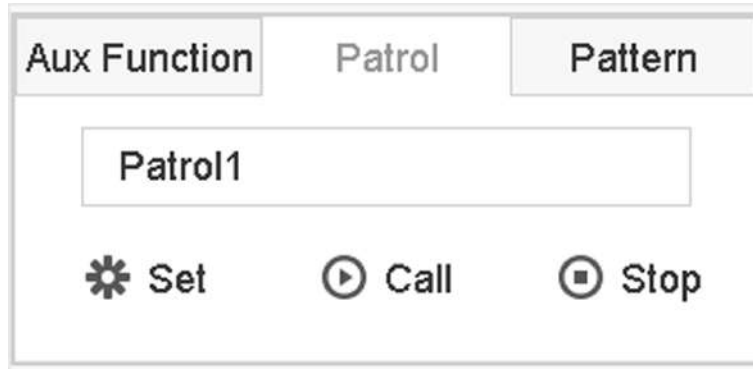 Aux Function Patrol Pattern
Patrol1
Set Call Stop